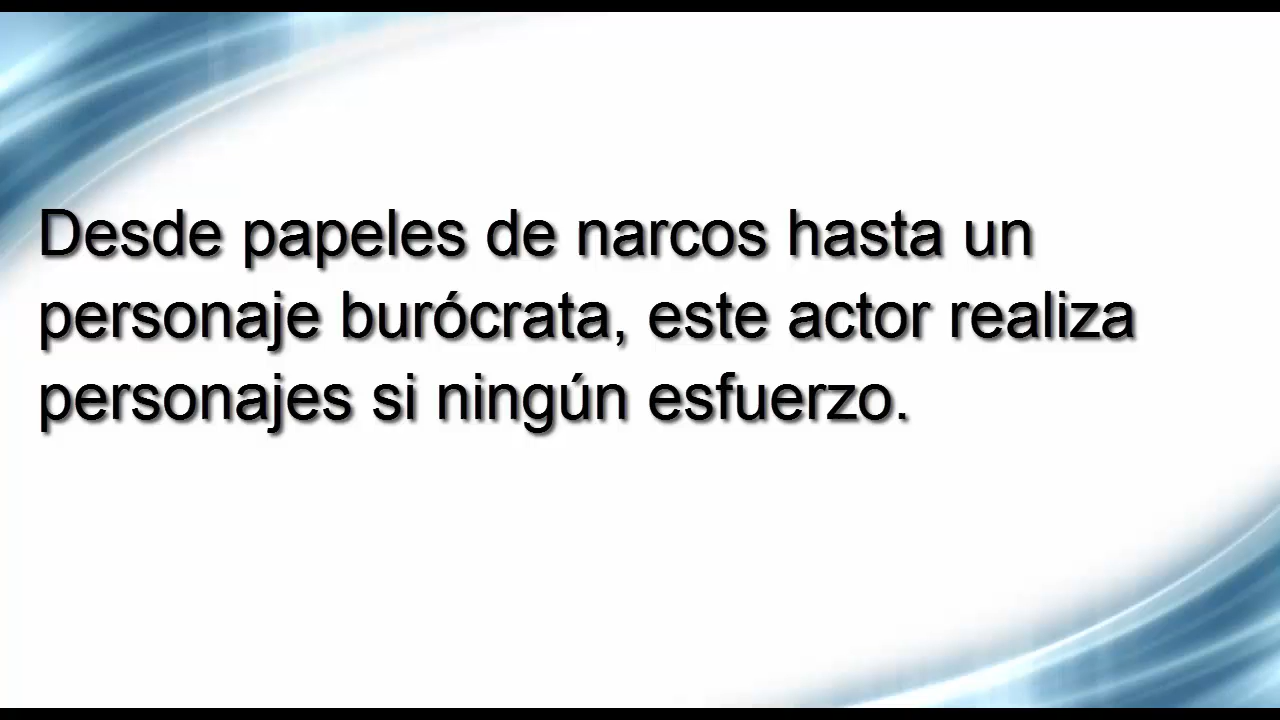 Desde papeles de narcos hasta un
personaje burócrata, este actor realiza
personajes si ningún esfuerzo.